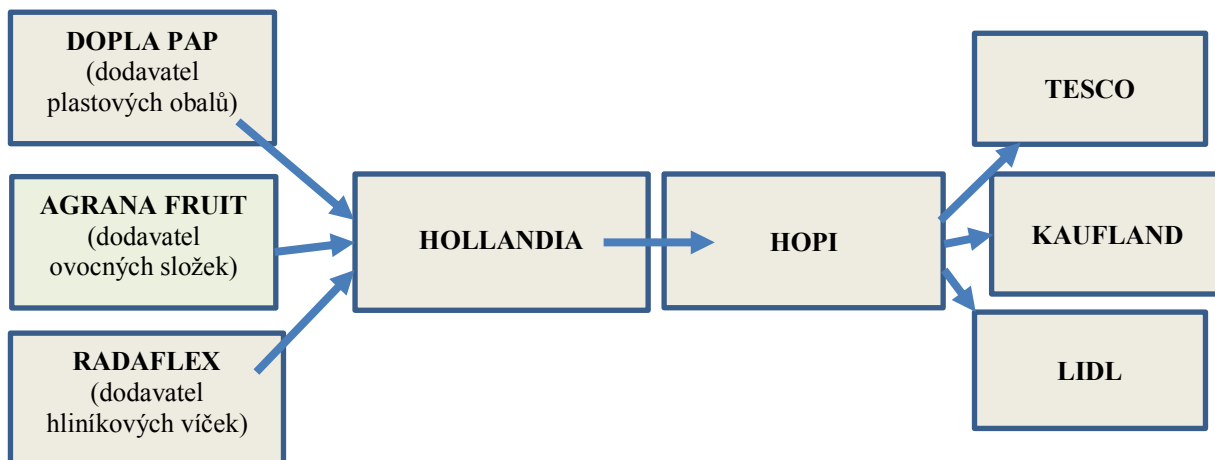 DOPLA PAP
(dodavatel
plastových obalů)
AGRANA FRUIT
(dodavatel
ovocných složek)
RADAFLEX
(dodavatel
hliníkových víček)
HOLLANDIA
HOPI
TESCO
KAUFLAND
LIDL